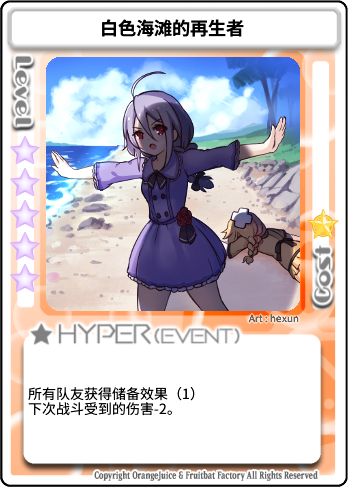 白色海滩的再生者
Level
Cost
Art : hexun
HYPER(EVENT)
所有队友获得储备效果（1）
下次战斗受到的伤害-2。
Copyright OrangeJuice & Fruitbat Factory All Rights Reserved